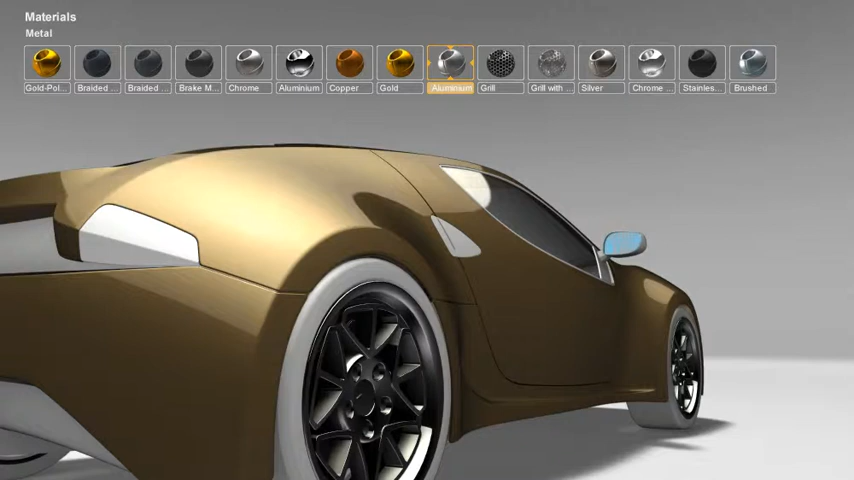 Materials
Metal
Gold-Pol...
Braided ...
Braided ...
Brake M...
Chrome
Aluminium
Copper
Gold
Aluminium
Grill
Grill with ...
Silver
Chrome ...
Stainles...
Brushed